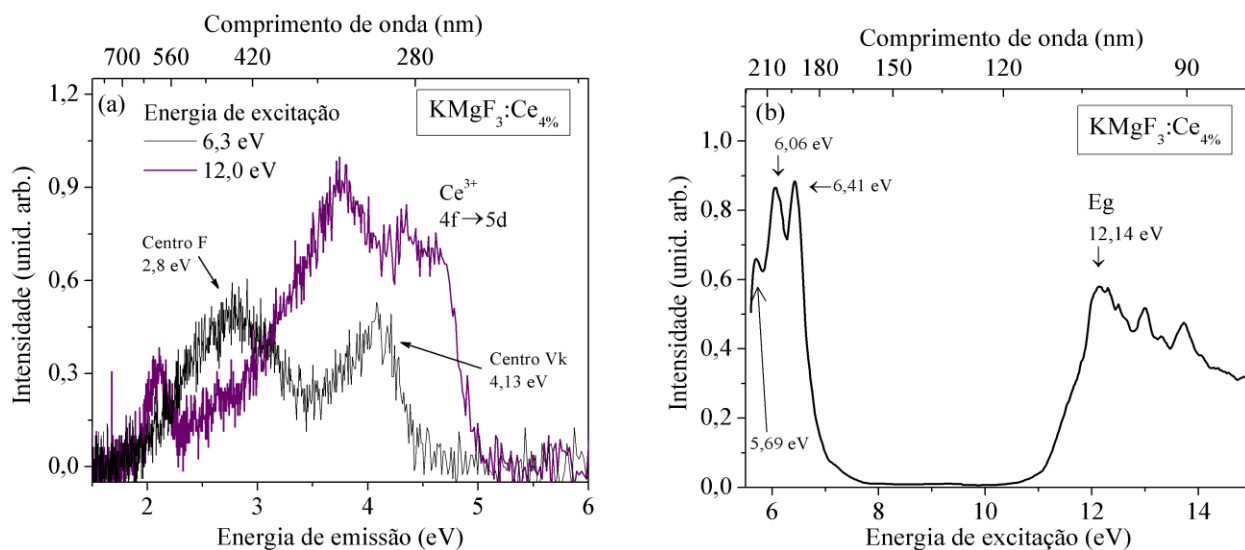 Comprimento de onda (nm)
700 560 420 280
(a)
Energia de excitação
6,3 eV
12,0 eV
KMgF₃:Ce₄%
Ce³⁺
4f→5d
Centro F
2,8 eV
Centro Vk
4,13 eV
1,2
0,9
0,6
0,3
0,0
Intensidade (unid. arb.)
2 3 4 5 6
Energia de emissão (eV)
Comprimento de onda (nm)
210 180 150 120 90
(b)
KMgF₃:Ce₄%
6,06 eV
6,41 eV
Eg
12,14 eV
5,69 eV
1,0
0,8
0,6
0,4
0,2
0,0
Intensidade (unid. arb.)
6 8 10 12 14
Energia de excitação (eV)